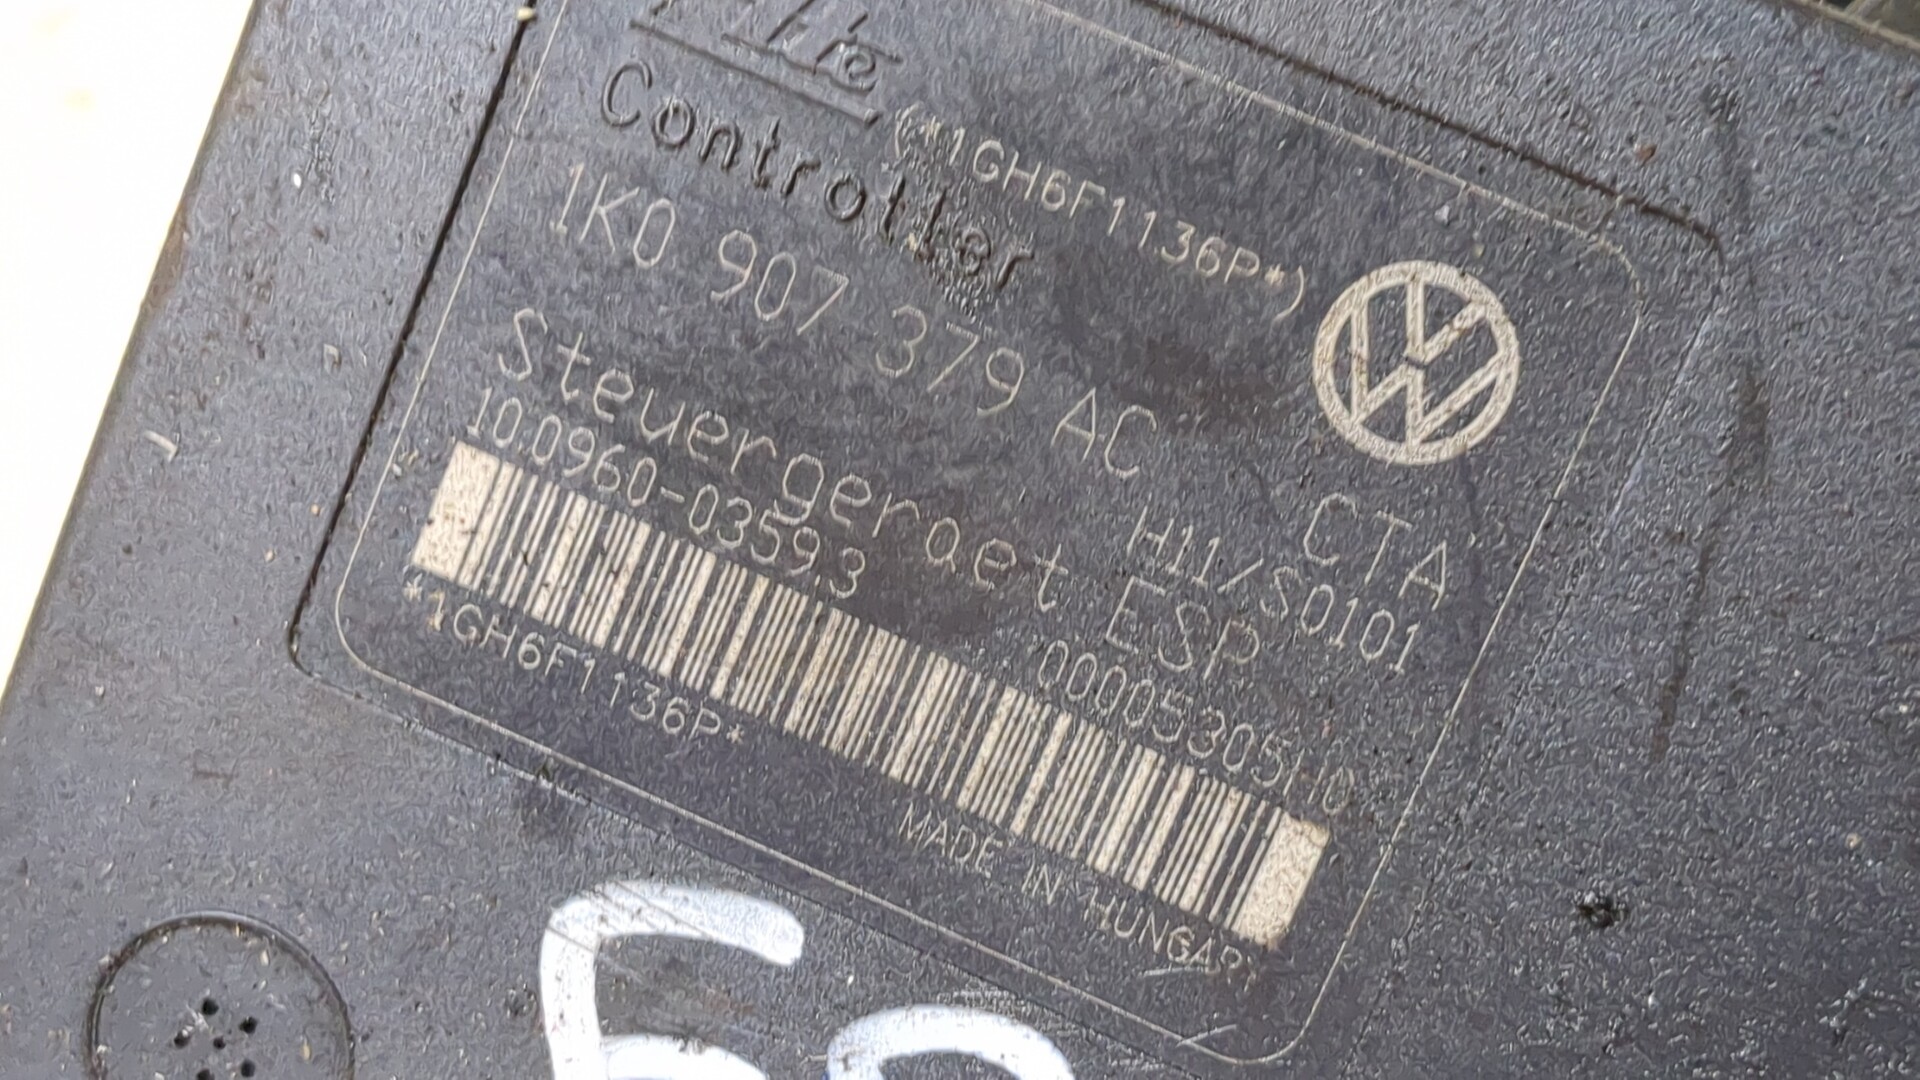 Controller
(*1GH6F1136P*)
1K0 907 379 AC
Steuergeraet ESP
CTA
10.0960-0359.3
H11/S0101
00005305H0
*1GH6F1136P*
MADE IN HUNGARY